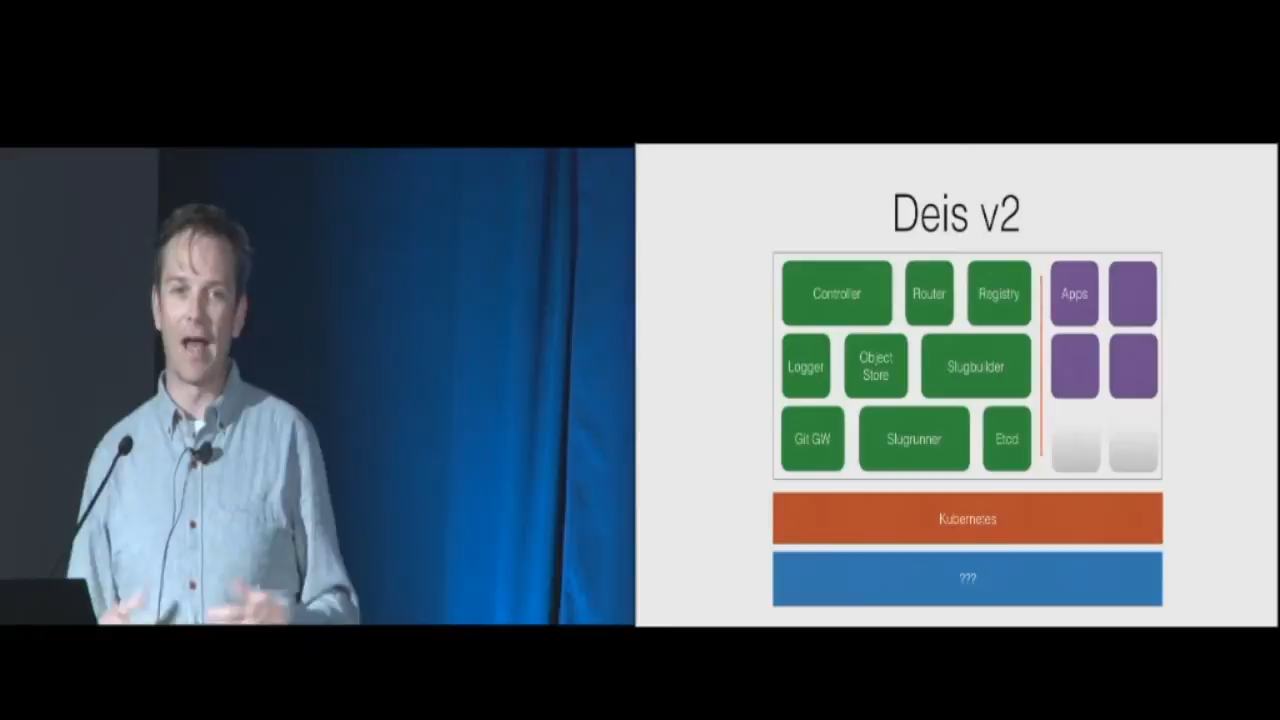 Deis v2
Controller
Router
Registry
Apps
Logger
Object
Store
Slugbuilder
Git GW
Slugrunner
Etcd
Kubernetes
???